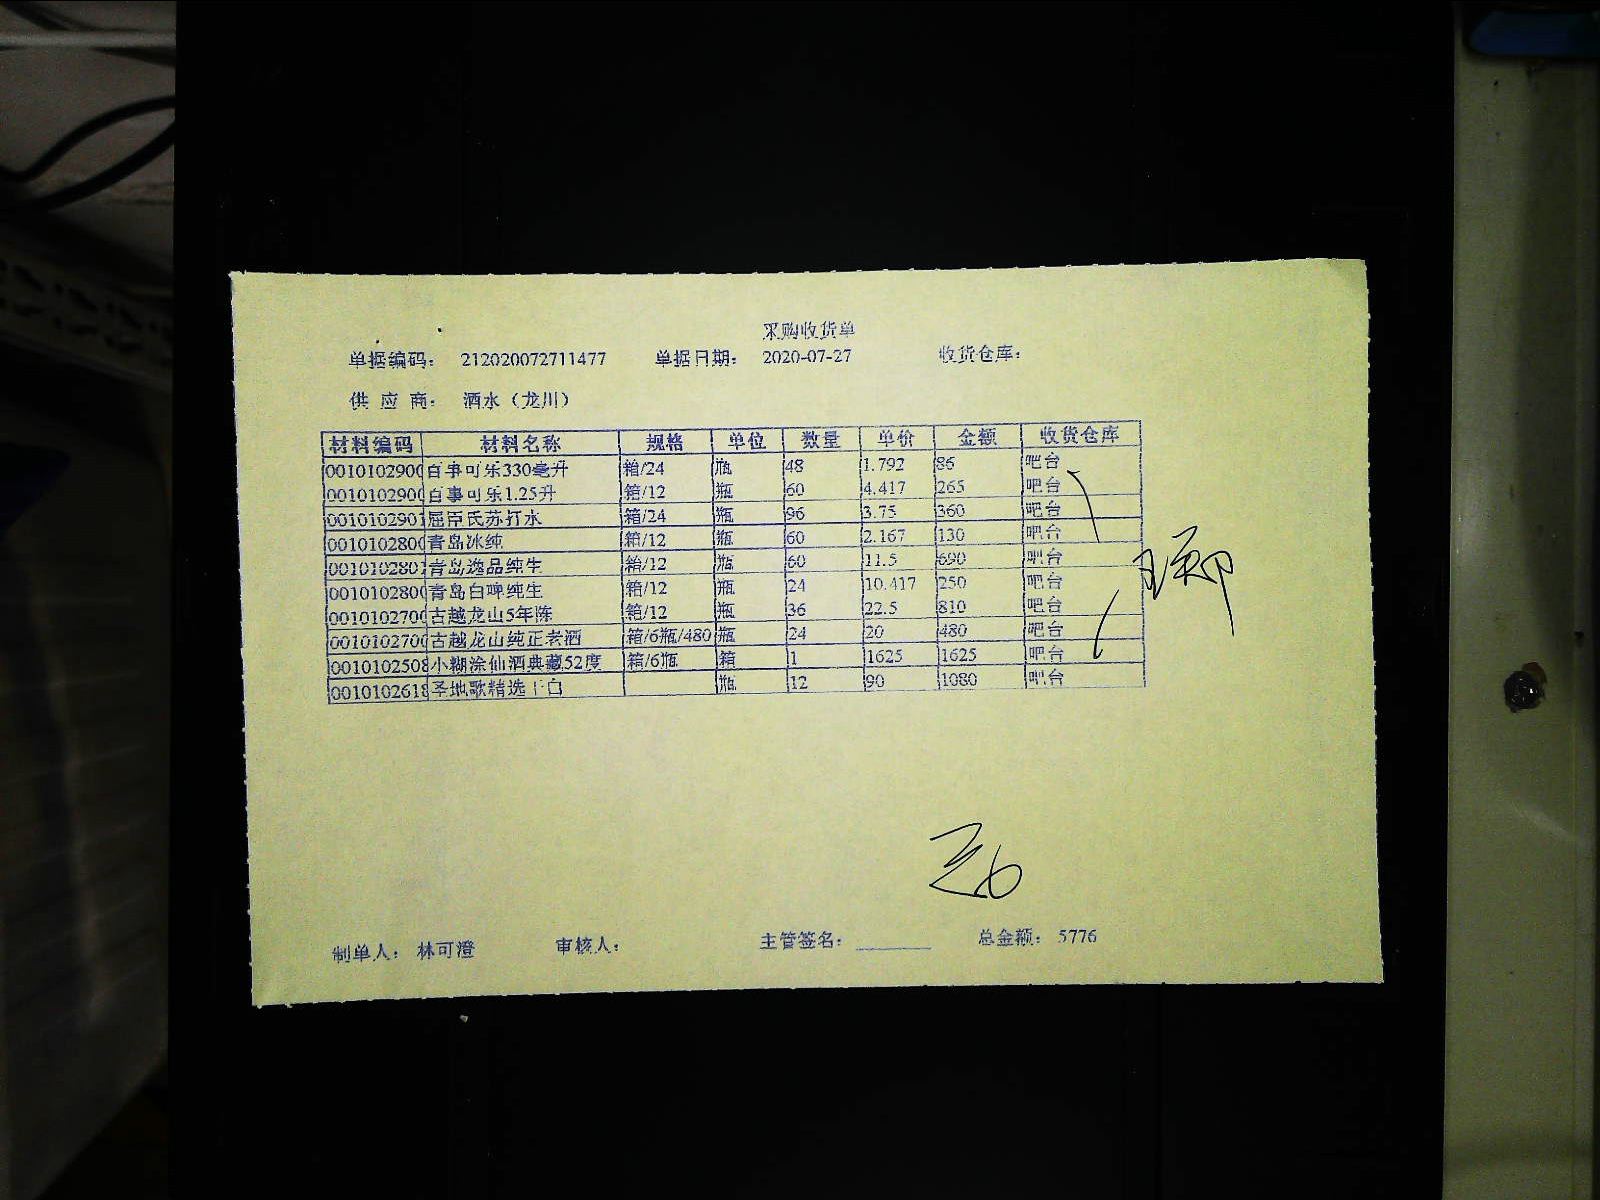 采购收货单
单据编码： 212020072711477 单据日期： 2020-07-27 收货仓库：
供 应 商： 酒水（龙川）
材料编码 材料名称 规格 单位 数量 单价 金额 收货仓库
0010102900 百事可乐330毫升 箱/24 瓶 48 1.792 86 吧台
0010102900 百事可乐1.25升 箱/12 瓶 60 4.417 265 吧台
0010102901 屈臣氏苏打水 箱/24 瓶 96 3.75 360 吧台
0010102800 青岛冰纯 箱/12 瓶 60 2.167 130 吧台
001010280 青岛逸品纯生 箱/12 瓶 60 11.5 690 吧台
0010102800 青岛白啤纯生 箱/12 瓶 24 10.417 250 吧台
0010102700 古越龙山5年陈 箱/12 瓶 36 22.5 810 吧台
0010102700 古越龙山纯正老酒 箱/6瓶/480 瓶 24 20 480 吧台
0010102508 小糊涂仙酒典藏52度 箱/6瓶 箱 1 1625 1625 吧台
0010102618 圣地歌精选干白 瓶 12 90 1080 吧台
制单人： 林可澄 审核人： 主管签名： 总金额： 5776